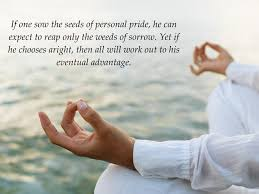 If one sow the seeds of personal pride, he can
expect to reap only the weeds of sorrow. Yet if
he chooses aright, then all will work out to his
eventual advantage.